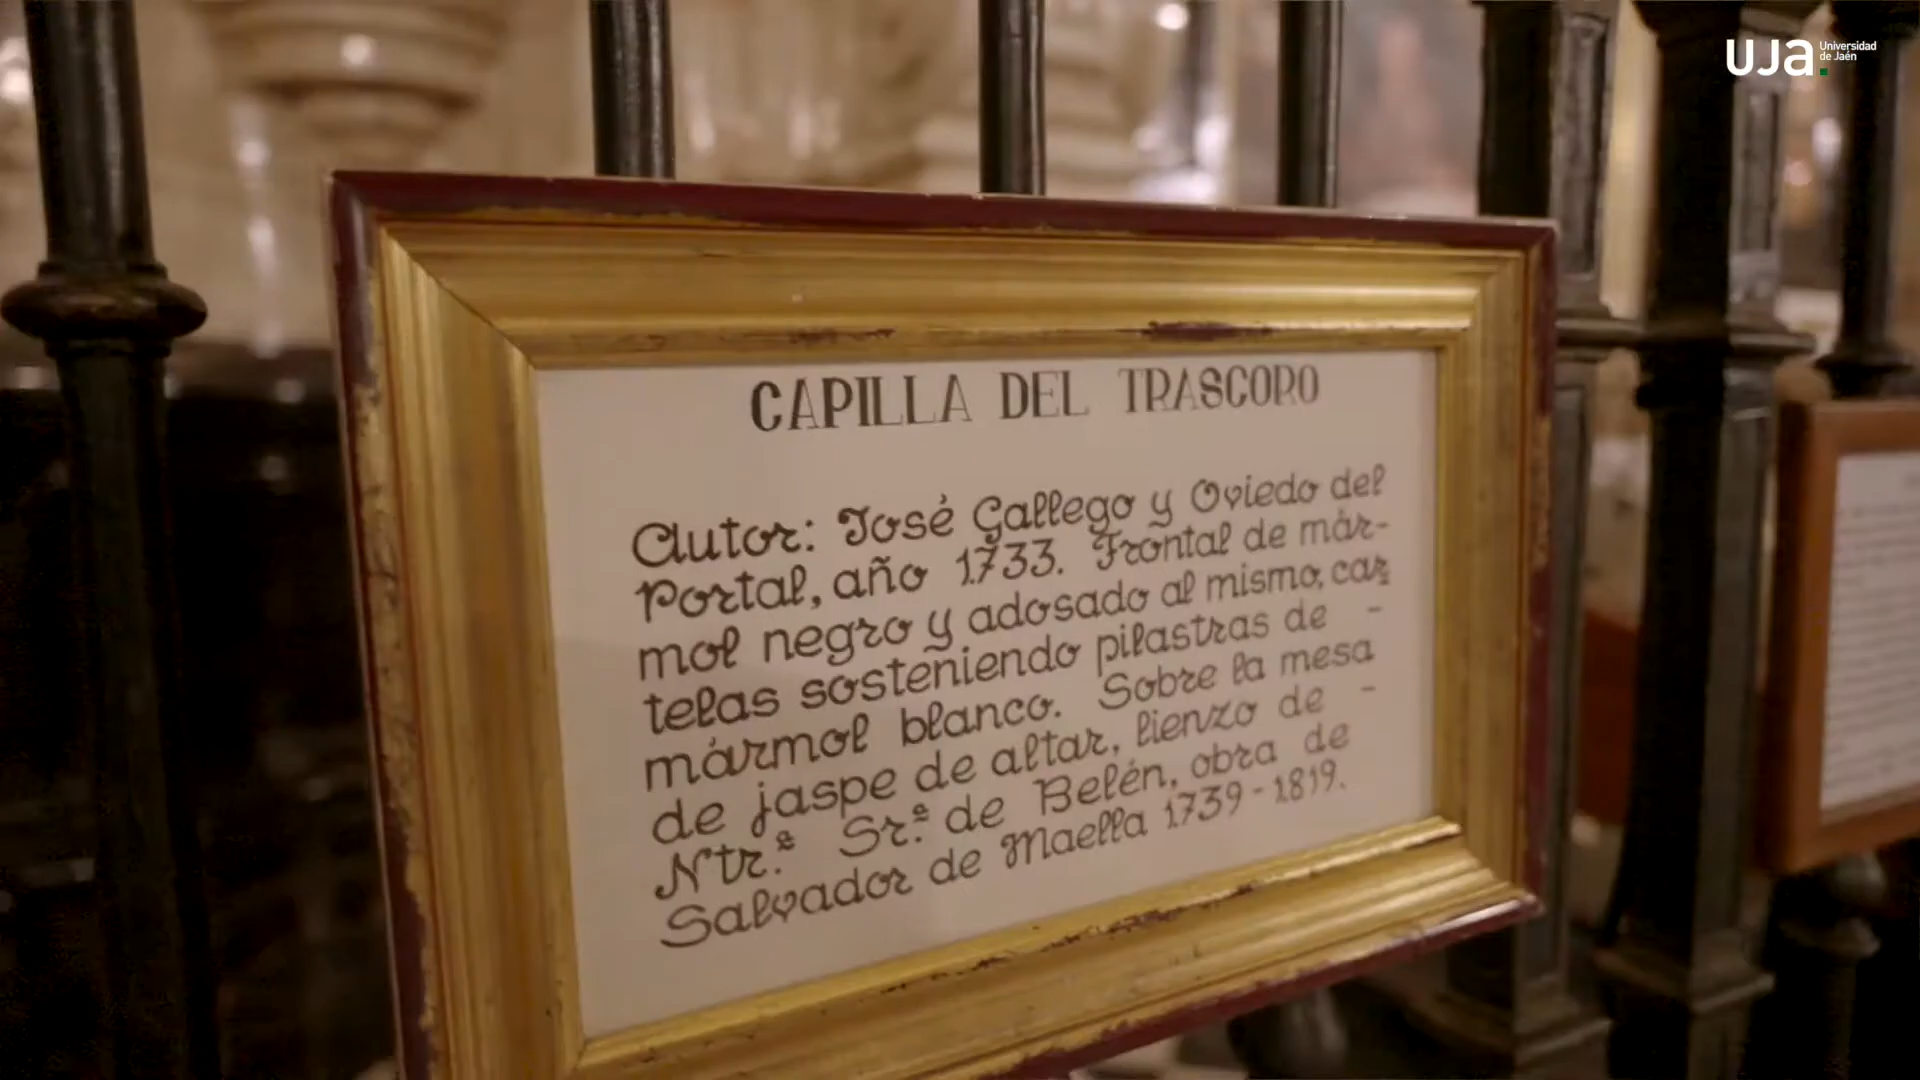 uja. Universidad
de Jaén
CAPILLA DEL TRASCORO
Autor: José Gallego y Oviedo del
Portal, año 1733. Frontal de már-
mol negro y adosado al mismo, car
telas sosteniendo pilastras de -
mármol blanco. Sobre la mesa
de jaspe de altar, lienzo de -
Ntr.ª Sr.ª de Belén, obra de
Salvador de Maella 1739-1819.